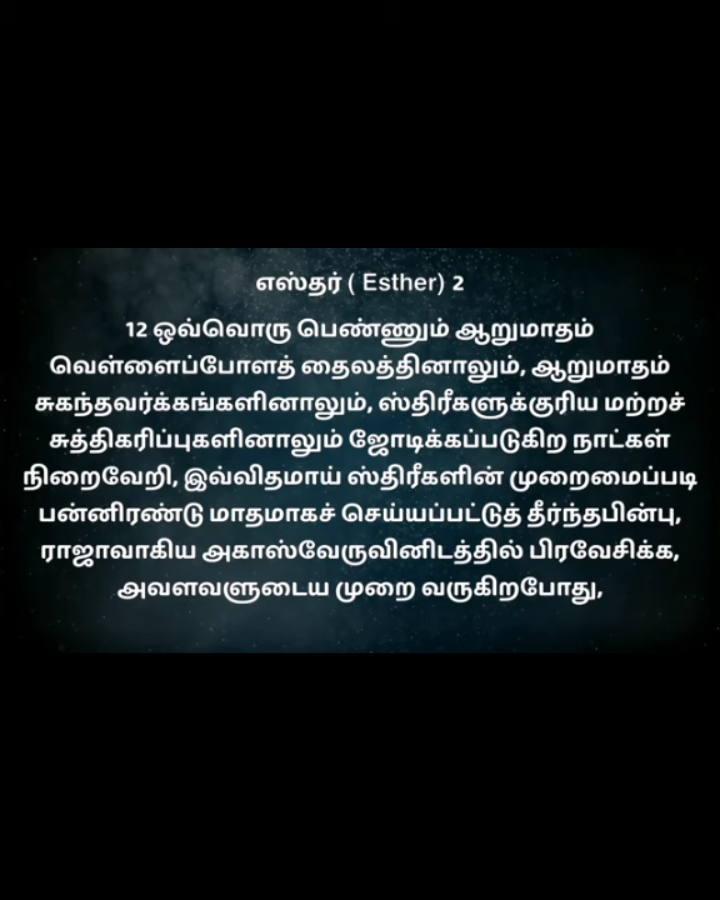 எஸ்தர் ( Esther) 2
12 ஒவ்வொரு பெண்ணும் ஆறுமாதம்
வெள்ளைப்போளத் தைலத்தினாலும், ஆறுமாதம்
சுகந்தவர்க்கங்களினாலும், ஸ்திரீகளுக்குரிய மற்றச்
சுத்திகரிப்புகளினாலும் ஜோடிக்கப்படுகிற நாட்கள்
நிறைவேறி, இவ்விதமாய் ஸ்திரீகளின் முறைமைப்படி
பன்னிரண்டு மாதமாகச் செய்யப்பட்டுத் தீர்ந்தபின்பு,
ராஜாவாகிய அகாஸ்வேருவினிடத்தில் பிரவேசிக்க,
அவளவளுடைய முறை வருகிறபோது,